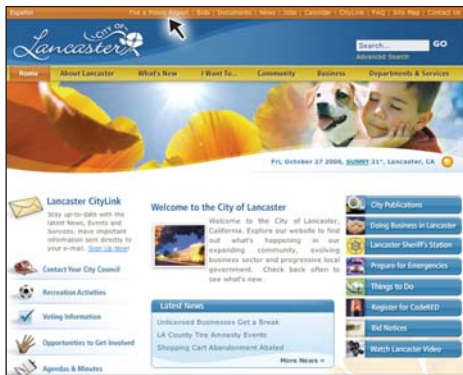 Español File a Police Report | Bids | Documents | News | Jobs | Calendar | CityLink | FAQ | Site Map | Contact Us
CITY OF
Lancaster
Search... GO
Advanced Search
Home About Lancaster What's New I Want To... Community Business Departments & Services
Fri, October 27 2006, SUNNY 31°, Lancaster, CA
Lancaster CityLink
Stay up-to-date with the
latest News, Events and
Services. Have important
information sent directly to
your e-mail. Sign Up Now!
Contact Your City Council
Recreation Activities
Voting Information
Opportunities to Get Involved
Agendas & Minutes
Welcome to the City of Lancaster
Welcome to the City of Lancaster,
California. Explore our website to find
out what's happening in our
expanding community, evolving
business sector and progressive local
government. Check back often to
see what's new.
Latest News
Unlicensed Businesses Get a Break
LA County Tire Amnesty Events
Shopping Cart Abandonment Abated
More News »
City Publications
Doing Business in Lancaster
Lancaster Sheriff's Station
Prepare for Emergencies
Things to Do
Register for CodeRED
Bid Notices
Watch Lancaster Video